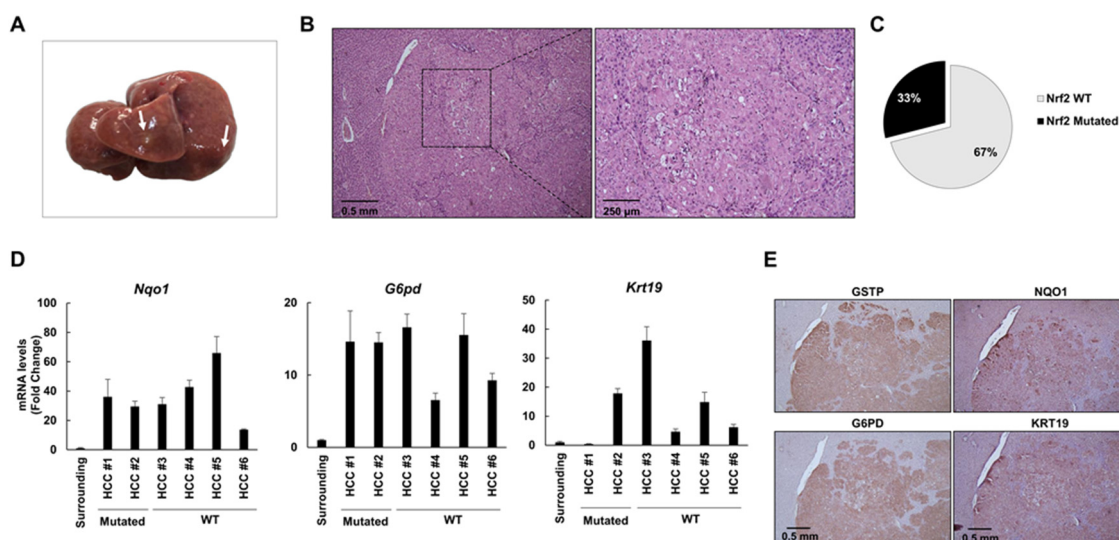 A
B
0.5 mm
250 µm
C
33%
67%
Nrf2 WT
Nrf2 Mutated
D
mRNA levels
(Fold Change)
Nqo1
100
80
60
40
20
0
Surrounding
HCC #1
HCC #2
HCC #3
HCC #4
HCC #5
HCC #6
Mutated
WT
G6pd
20
10
0
Surrounding
HCC #1
HCC #2
HCC #3
HCC #4
HCC #5
HCC #6
Mutated
WT
Krt19
50
40
30
20
10
0
Surrounding
HCC #1
HCC #2
HCC #3
HCC #4
HCC #5
HCC #6
Mutated
WT
E
GSTP
NQO1
G6PD
KRT19
0.5 mm
0.5 mm